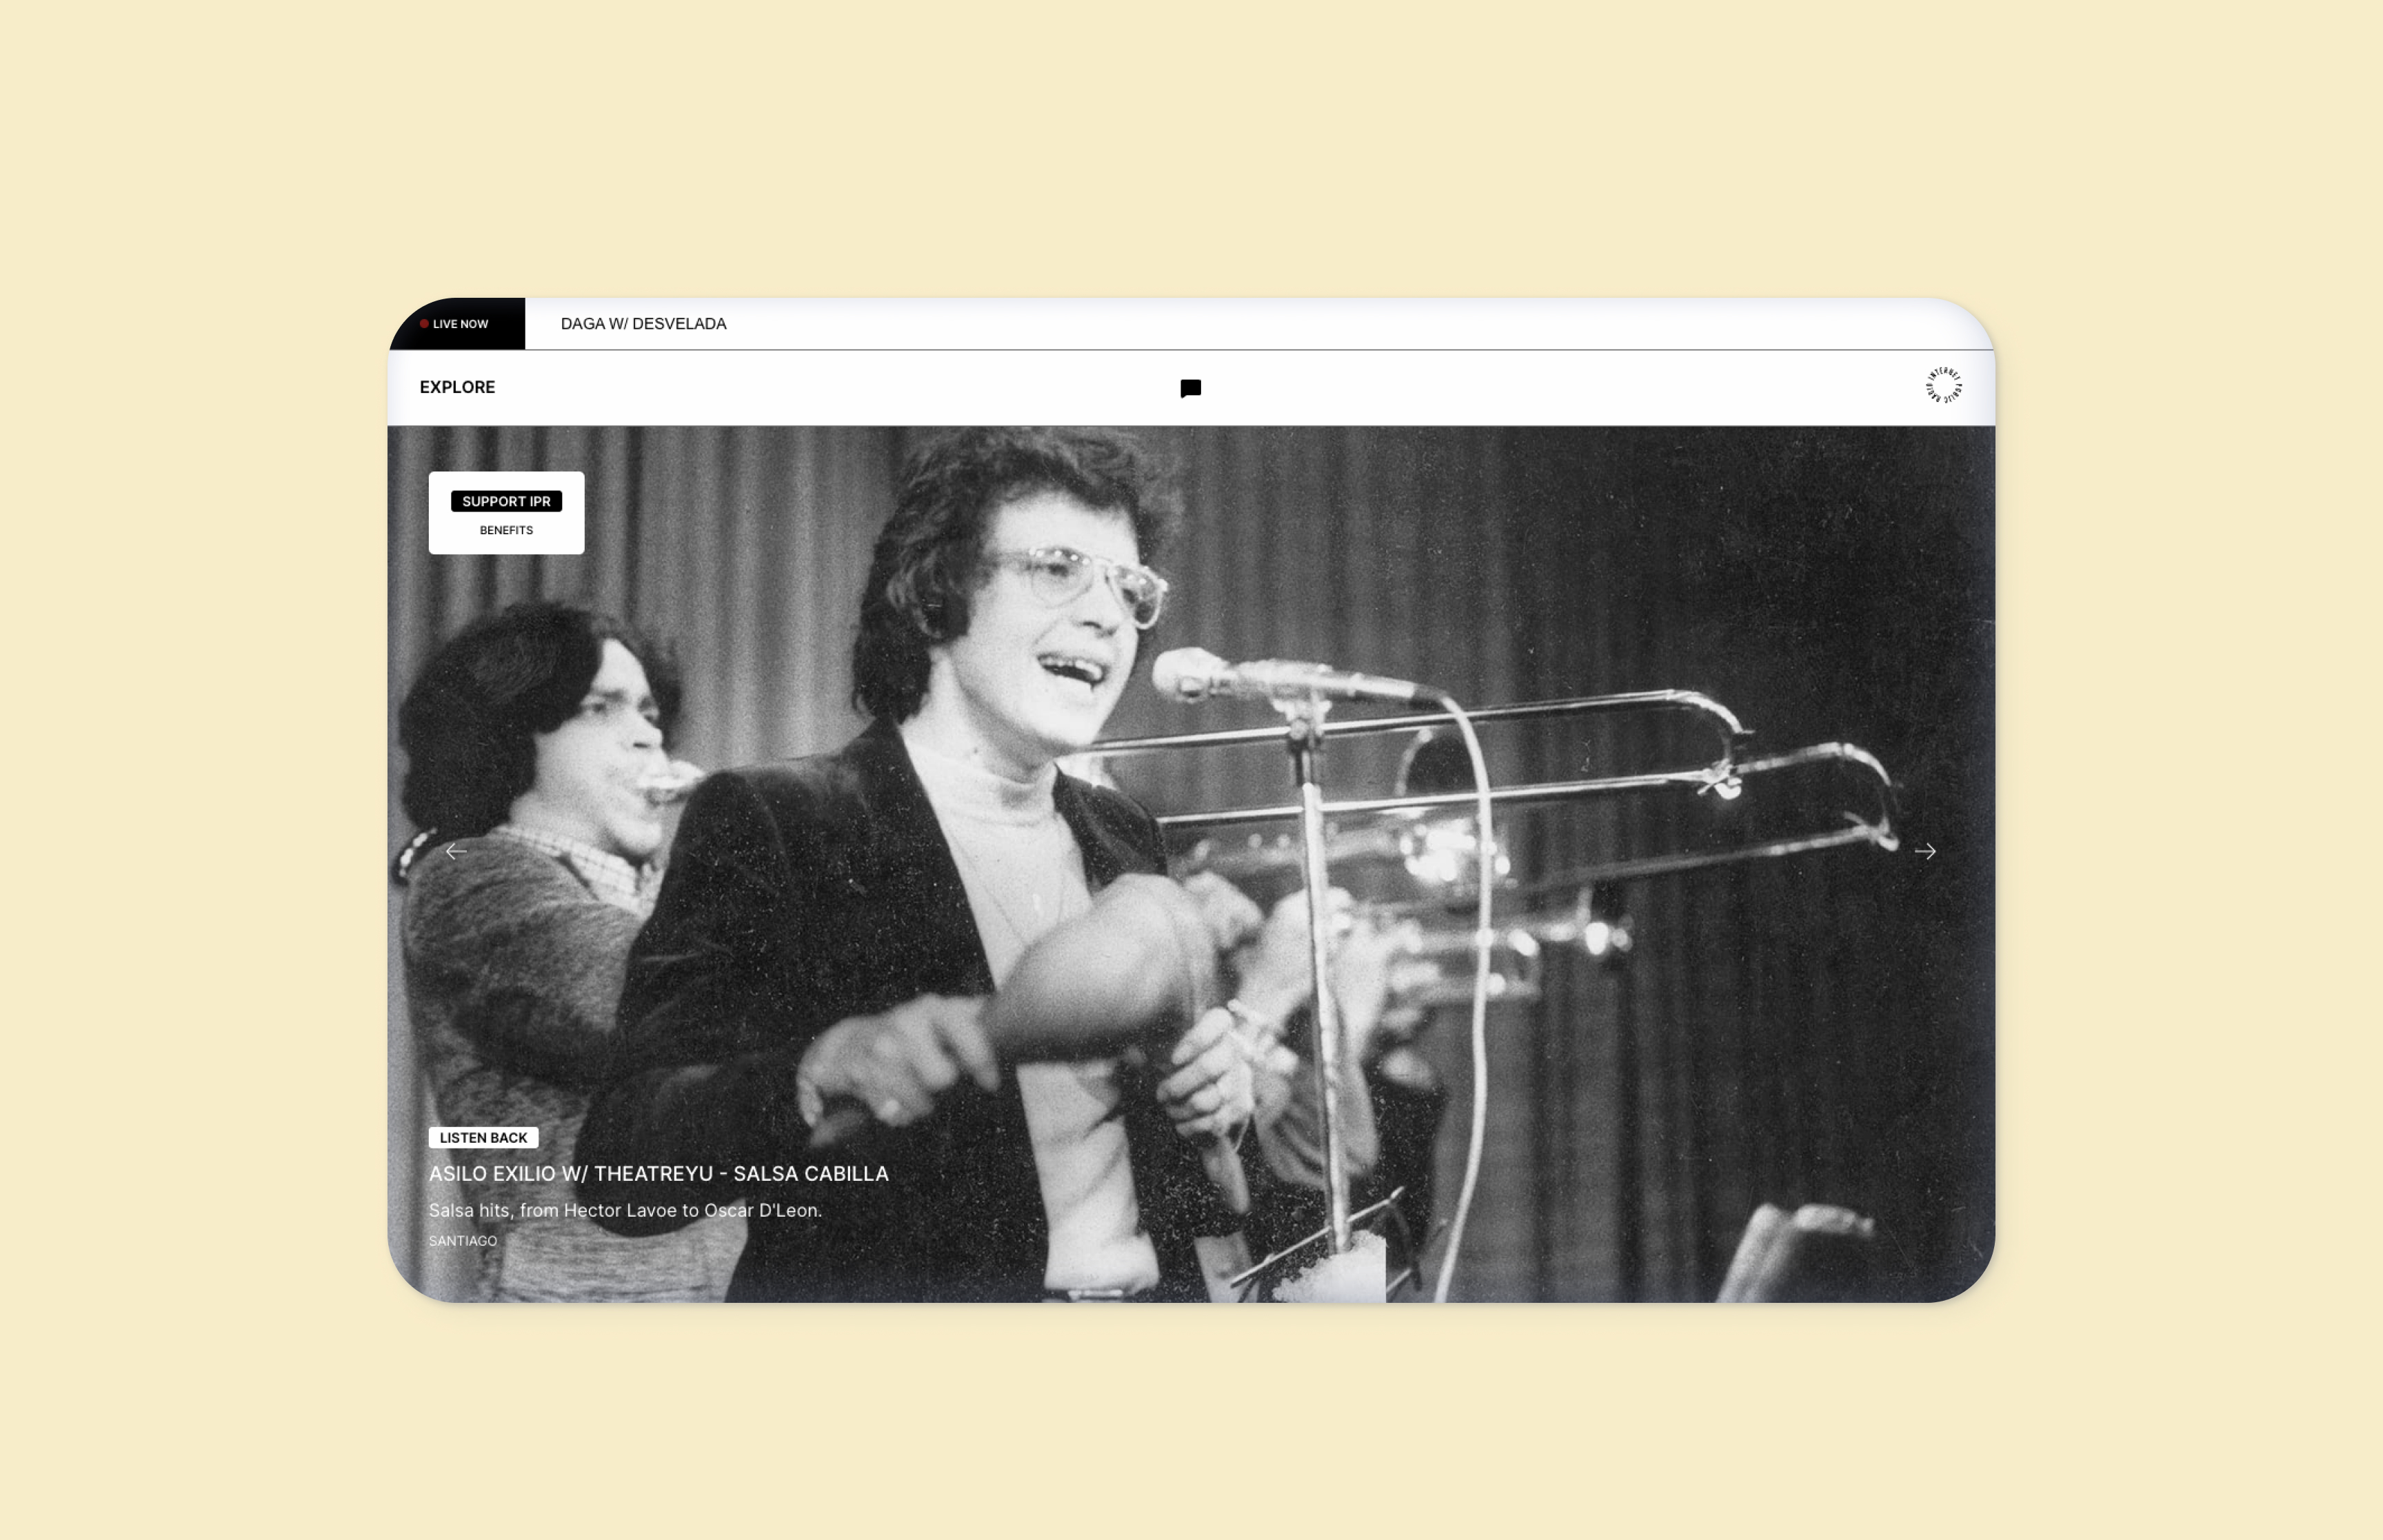 LIVE NOW
DAGA W/ DESVELADA
EXPLORE
INTERNET PUBLIC RADIO
SUPPORT IPR
BENEFITS
LISTEN BACK
ASILO EXILIO W/ THEATREYU - SALSA CABILLA
Salsa hits, from Hector Lavoe to Oscar D'Leon.
SANTIAGO